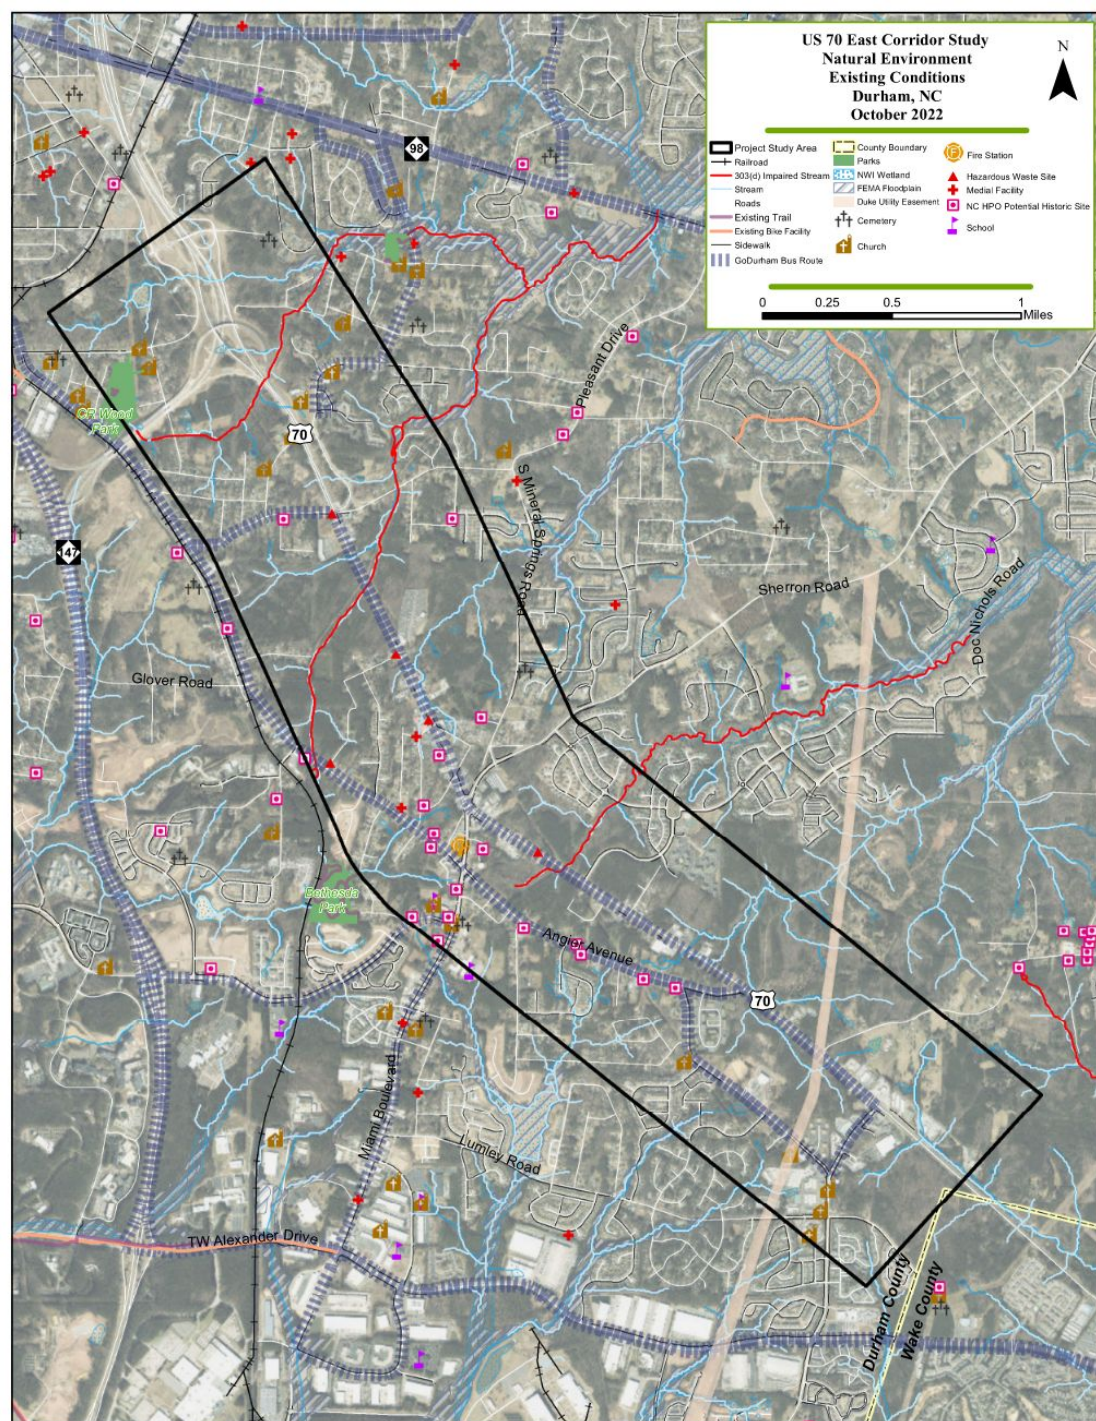 US 70 East Corridor Study
Natural Environment
Existing Conditions
Durham, NC
October 2022
N
Project Study Area
Railroad
303(d) Impaired Stream
Stream
Roads
Existing Trail
Existing Bike Facility
Sidewalk
GoDurham Bus Route
County Boundary
Parks
NWI Wetland
FEMA Floodplain
Duke Utility Easement
Cemetery
Church
Fire Station
Hazardous Waste Site
Medial Facility
NC HPO Potential Historic Site
School
0 0.25 0.5 1
Miles
98
Pleasant Drive
CR Wood
Park
70
S Mineral Springs Road
147
Sherron Road
Doc Nichols Road
Glover Road
Bethesda
Park
Angier Avenue
70
Miami Boulevard
Lumley Road
TW Alexander Drive
Durham County
Wake County